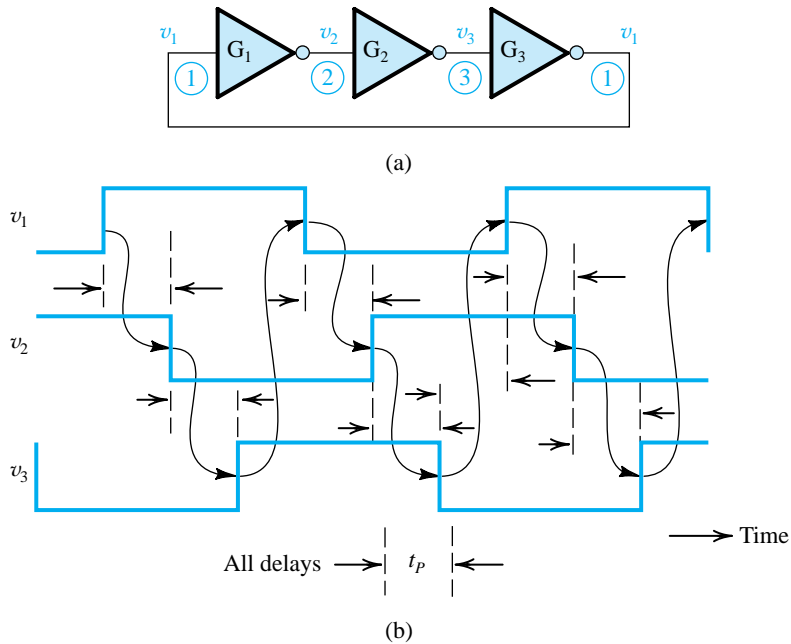 v1 v2 v3 v1
G1 G2 G3
1 2 3 1
(a)
v1
v2
v3
Time
All delays tP
(b)